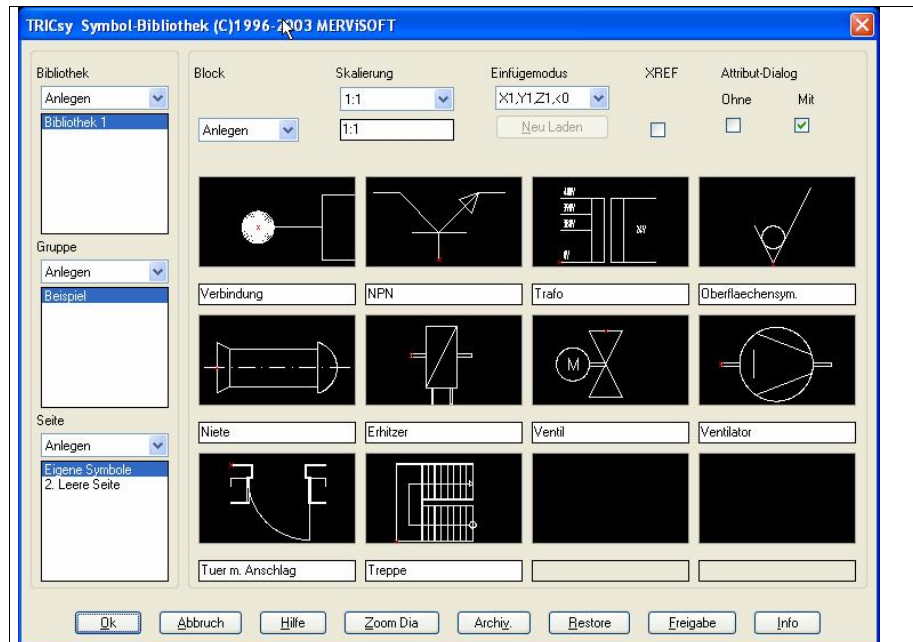 TRICsy Symbol-Bibliothek (C)1996-2003 MERViSOFT
Bibliothek
Anlegen
Bibliothek 1
Gruppe
Anlegen
Beispiel
Seite
Anlegen
Eigene Symbole
2. Leere Seite
Block
Anlegen
Skalierung
1:1
1:1
Einfügemodus
X1,Y1,Z1,<0
Neu Laden
XREF
Attribut-Dialog
Ohne Mit
Verbindung
NPN
Trafo
Oberflaechensym.
Niete
Erhitzer
M
Ventil
Ventilator
Tuer m. Anschlag
Treppe
Ok
Abbruch
Hilfe
Zoom Dia
Archiv.
Restore
Freigabe
Info